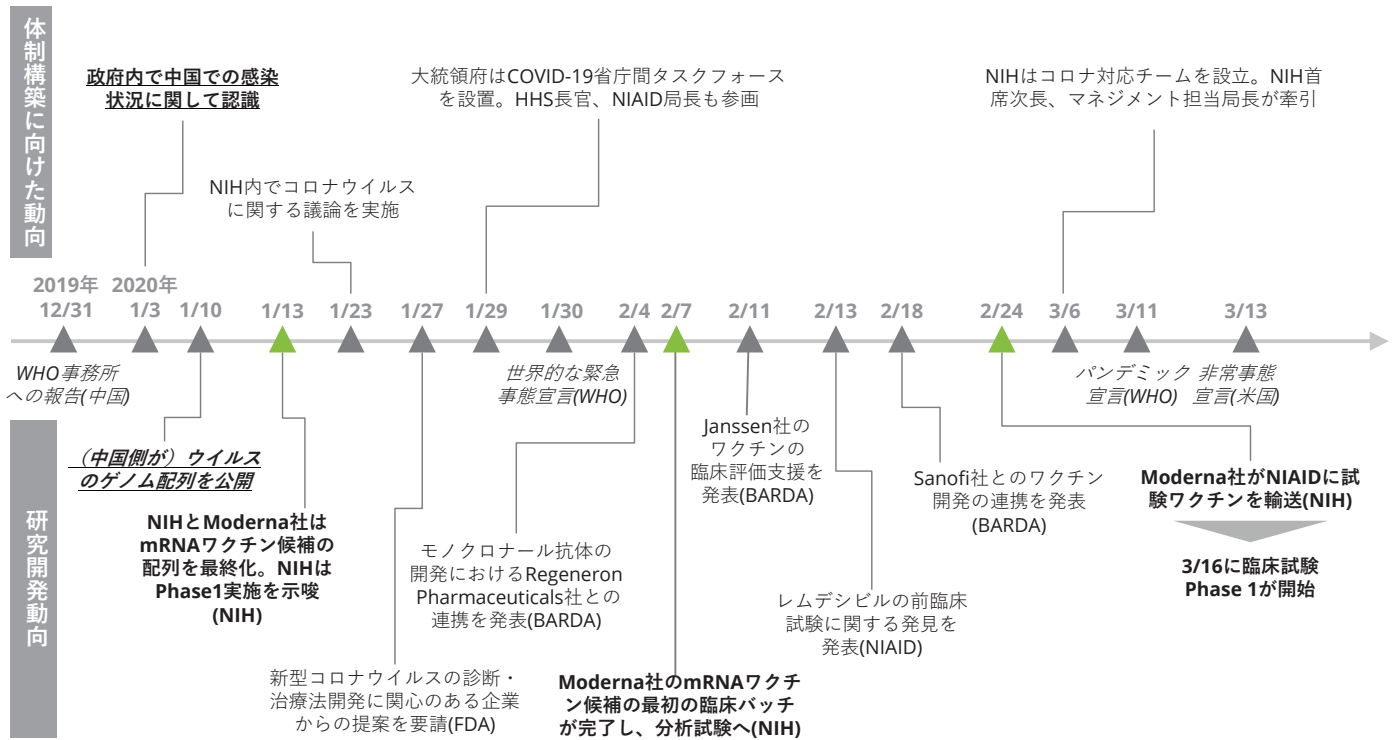 体制構築に向けた動向
政府内で中国での感染
状況に関して認識
NIH内でコロナウイルス
に関する議論を実施
大統領府はCOVID-19省庁間タスクフォース
を設置。HHS長官、NIAID局長も参画
NIHはコロナ対応チームを設立。NIH首
席次長、マネジメント担当局長が牽引
2019年
12/31
2020年
1/3
1/10
1/13
1/23
1/27
1/29
1/30
2/4
2/7
2/11
2/13
2/18
2/24
3/6
3/11
3/13
WHO事務所
への報告(中国)
世界的な緊急
事態宣言(WHO)
パンデミック
宣言(WHO)
非常事態
宣言(米国)
研究開発動向
（中国側が）ウイルス
のゲノム配列を公開
NIHとModerna社は
mRNAワクチン候補の
配列を最終化。NIHは
Phase1実施を示唆
(NIH)
新型コロナウイルスの診断・
治療法開発に関心のある企業
からの提案を要請(FDA)
モノクロナール抗体の
開発におけるRegeneron
Pharmaceuticals社との
連携を発表(BARDA)
Moderna社のmRNAワクチ
ン候補の最初の臨床バッチ
が完了し、分析試験へ(NIH)
Janssen社の
ワクチンの
臨床評価支援を
発表(BARDA)
レムデシビルの前臨床
試験に関する発見を
発表(NIAID)
Sanofi社とのワクチン
開発の連携を発表
(BARDA)
Moderna社がNIAIDに試
験ワクチンを輸送(NIH)
3/16に臨床試験
Phase 1が開始